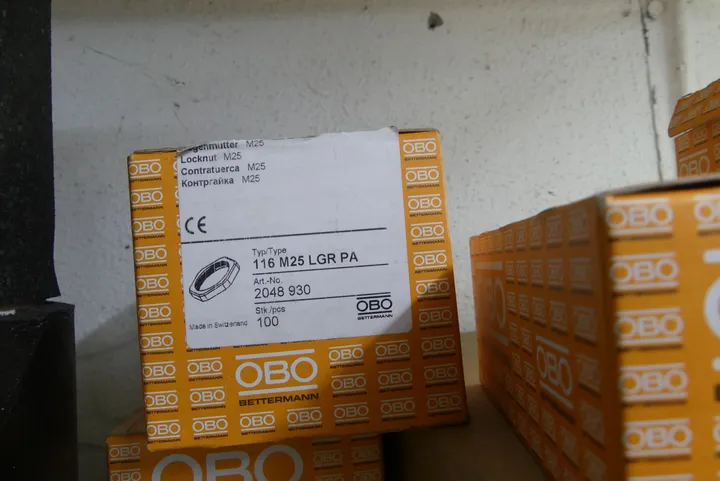 Locknut M25
Contratuerca M25
Контргайка M25
CE
Typ/Type
116 M25 LGR PA
Art.-No.
2048 930
Stk./pcs
100
Made in Switzerland
OBO
BETTERMANN
OBO
BETTERMANN
OBO